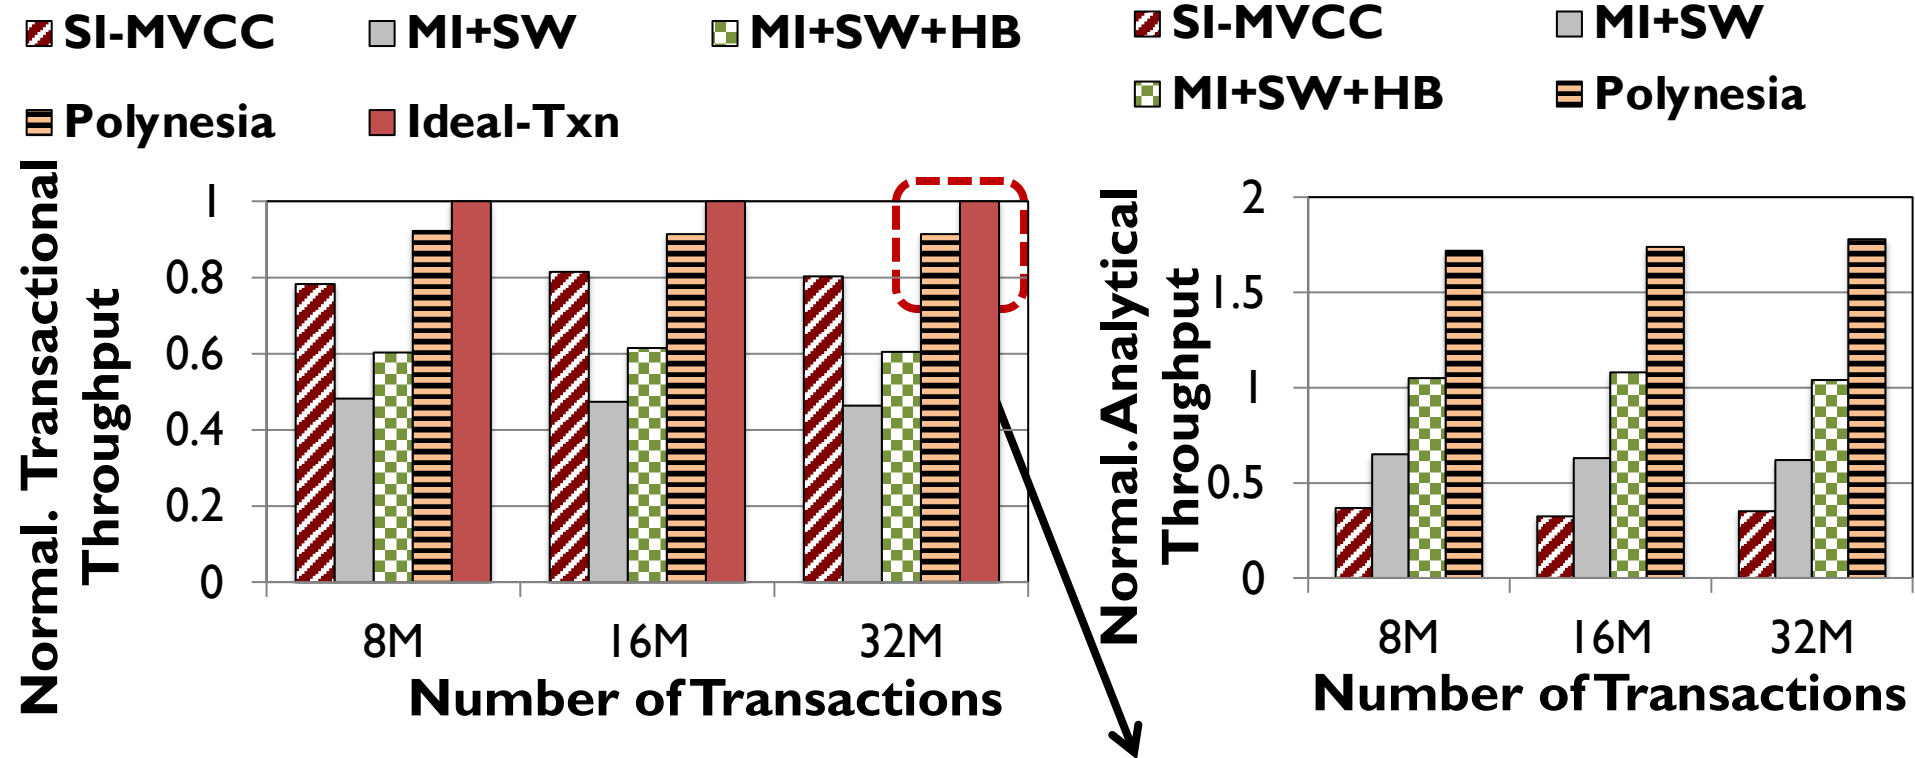 SI-MVCC MI+SW MI+SW+HB
Polynesia Ideal-Txn
Normal. Transactional
Throughput
1
0.8
0.6
0.4
0.2
0
8M 16M 32M
Number of Transactions
SI-MVCC MI+SW
MI+SW+HB Polynesia
Normal. Analytical
Throughput
2
1.5
1
0.5
0
8M 16M 32M
Number of Transactions